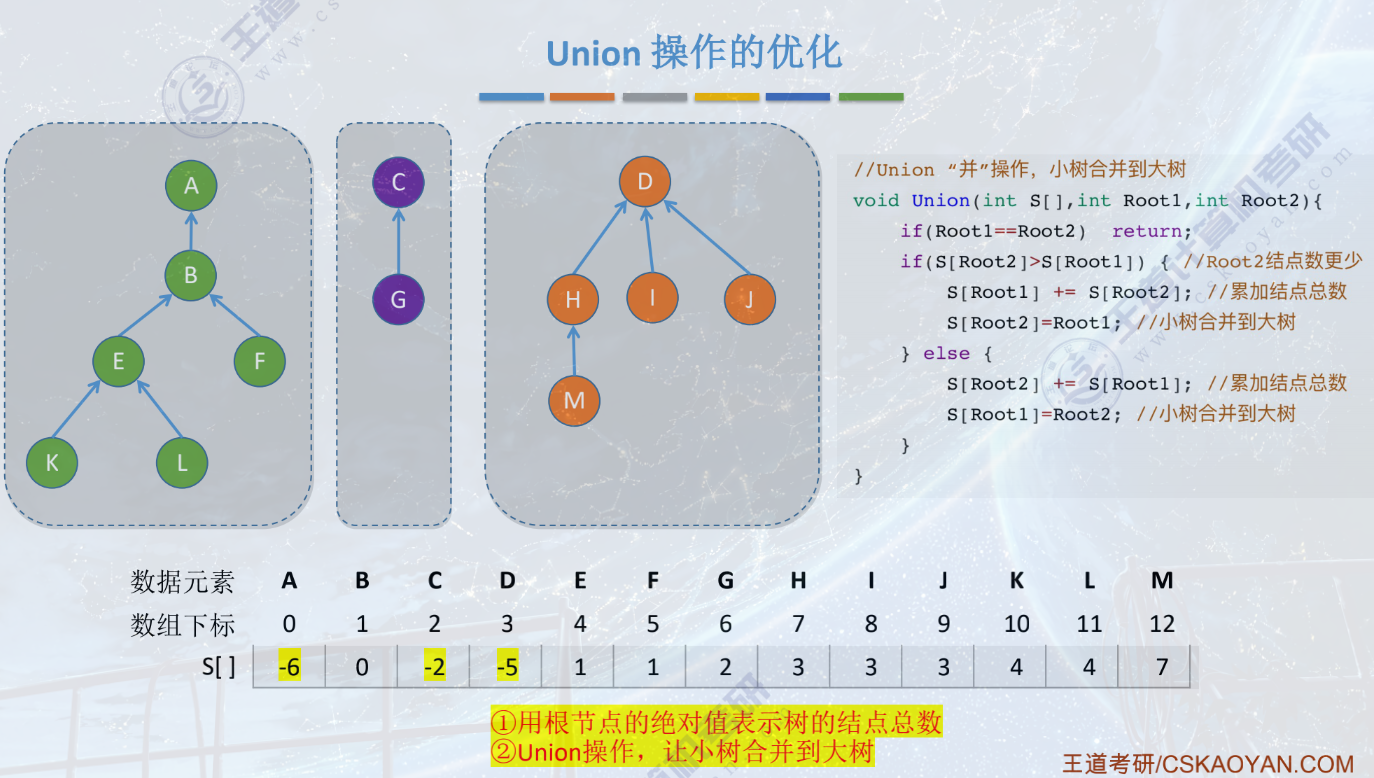 Union 操作的优化
A
B
E
F
K
L
C
G
D
H
I
J
M
//Union “并”操作，小树合并到大树
void Union(int S[],int Root1,int Root2){
if(Root1==Root2)  return;
if(S[Root2]>S[Root1]) { //Root2结点数更少
S[Root1] += S[Root2]; //累加结点总数
S[Root2]=Root1; //小树合并到大树
} else {
S[Root2] += S[Root1]; //累加结点总数
S[Root1]=Root2; //小树合并到大树
}
}
数据元素 A B C D E F G H I J K L M
数组下标 0 1 2 3 4 5 6 7 8 9 10 11 12
S[ ] -6 0 -2 -5 1 1 2 3 3 3 4 4 7
①用根节点的绝对值表示树的结点总数
②Union操作，让小树合并到大树
王道考研/CSKAOYAN.COM